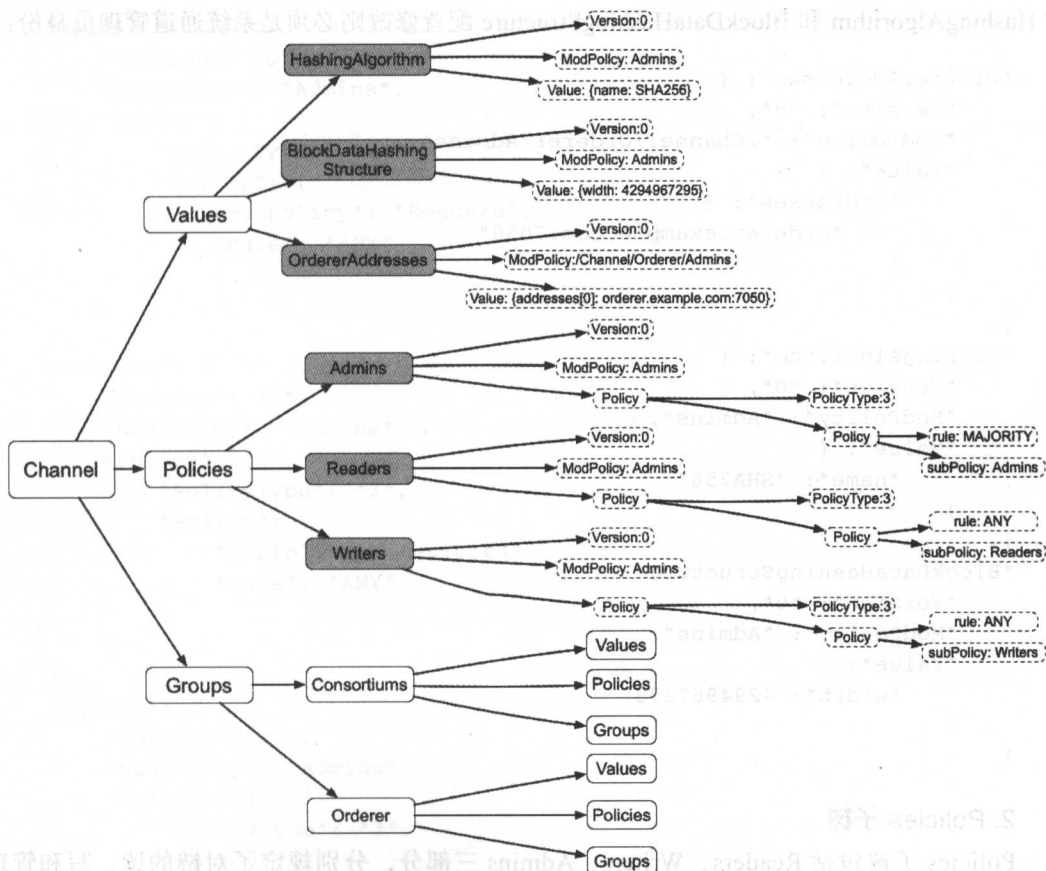 HashingAlgorithm 和 BlockDataHashingStructure 配置修改则必须是系统通道管理员身份：
Version:0
HashingAlgorithm
ModPolicy: Admins
Value: {name: SHA256}
Version:0
BlockDataHashing
Structure
ModPolicy: Admins
Value: {width: 4294967295}
Values
Version:0
OrdererAddresses
ModPolicy:/Channel/Orderer/Admins
Value: {addresses[0]: orderer.example.com:7050}
Version:0
Admins
ModPolicy: Admins
Policy
PolicyType:3
Policy
rule: MAJORITY
subPolicy: Admins
Channel
Policies
Version:0
Readers
ModPolicy: Admins
Policy
PolicyType:3
Policy
rule: ANY
subPolicy: Readers
Version:0
Writers
ModPolicy: Admins
Policy
PolicyType:3
Policy
rule: ANY
subPolicy: Writers
Groups
Consortiums
Values
Policies
Groups
Orderer
Values
Policies
Groups
2. Policies 子树
Policies 子树包括 Readers、Writers、Admins 三部分，分别规定了对链的读、写和管理